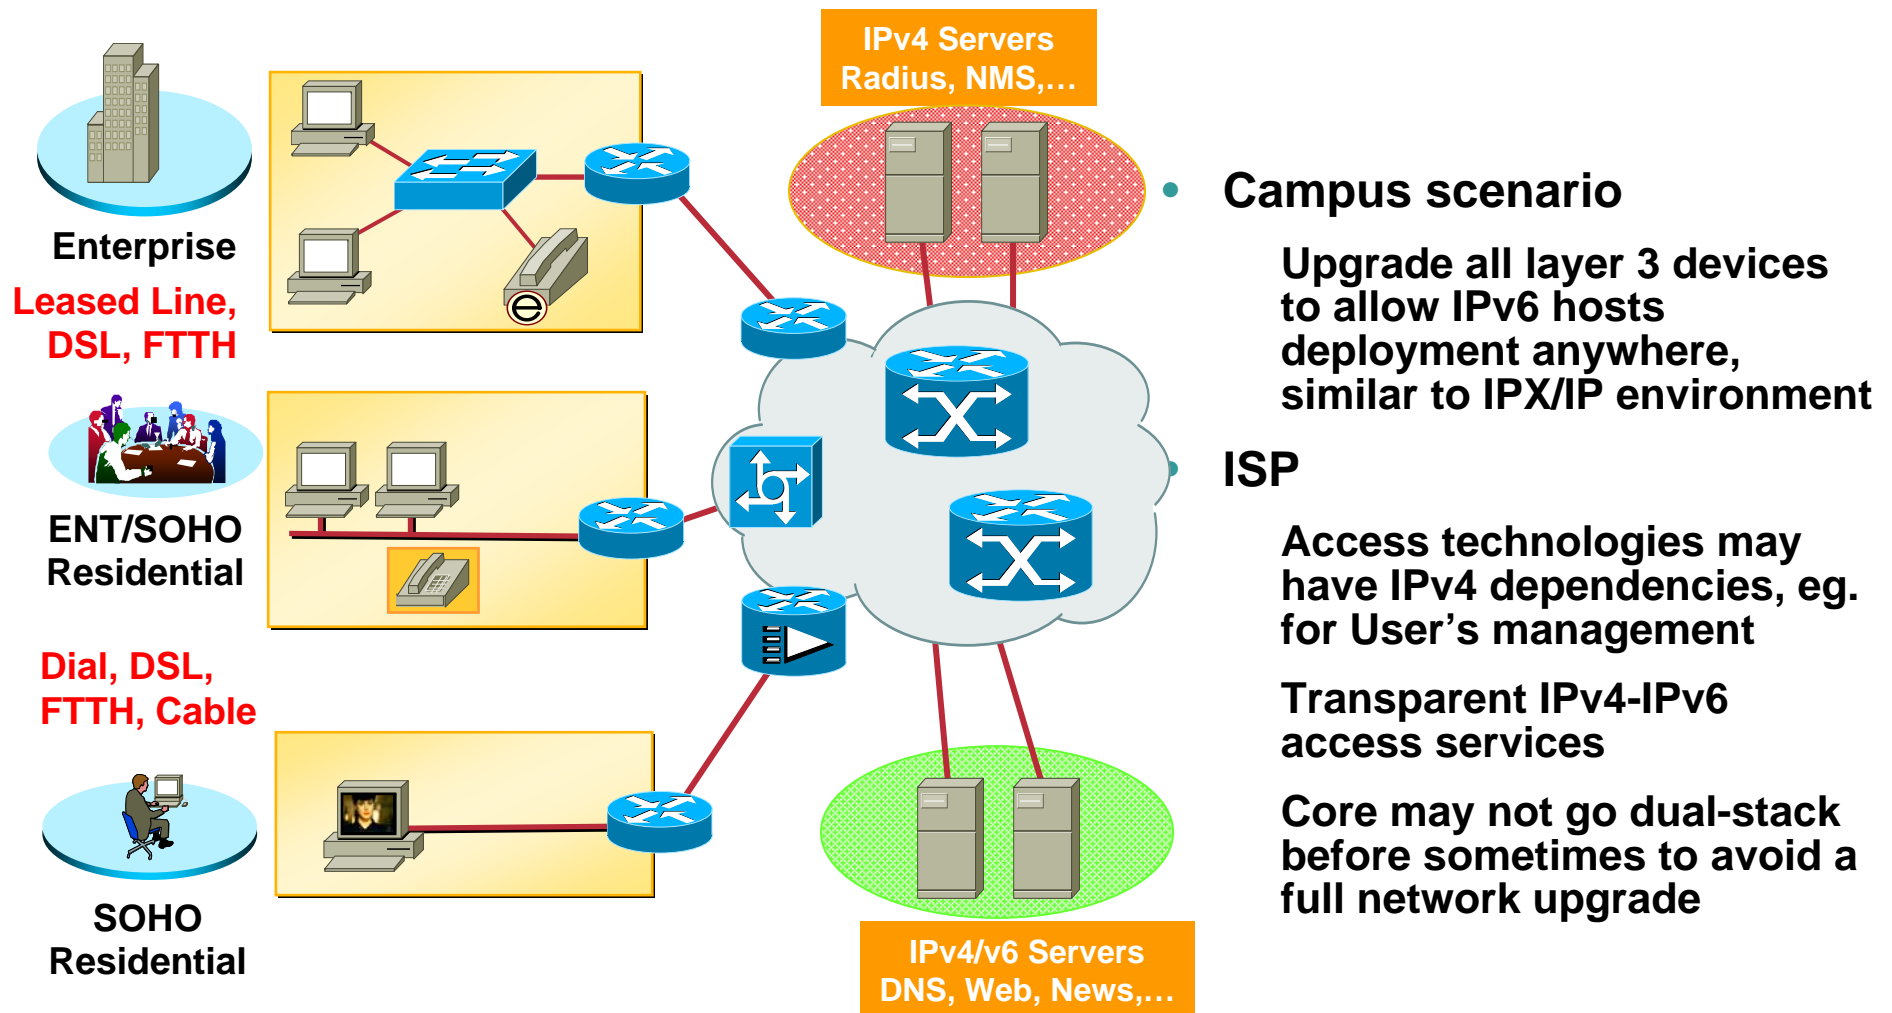 IPv4 Servers
Radius, NMS,…
Enterprise
Leased Line,
DSL, FTTH
e
ENT/SOHO
Residential
Dial, DSL,
FTTH, Cable
SOHO
Residential
IPv4/v6 Servers
DNS, Web, News,…
• Campus scenario
Upgrade all layer 3 devices
to allow IPv6 hosts
deployment anywhere,
similar to IPX/IP environment
• ISP
Access technologies may
have IPv4 dependencies, eg.
for User’s management
Transparent IPv4-IPv6
access services
Core may not go dual-stack
before sometimes to avoid a
full network upgrade